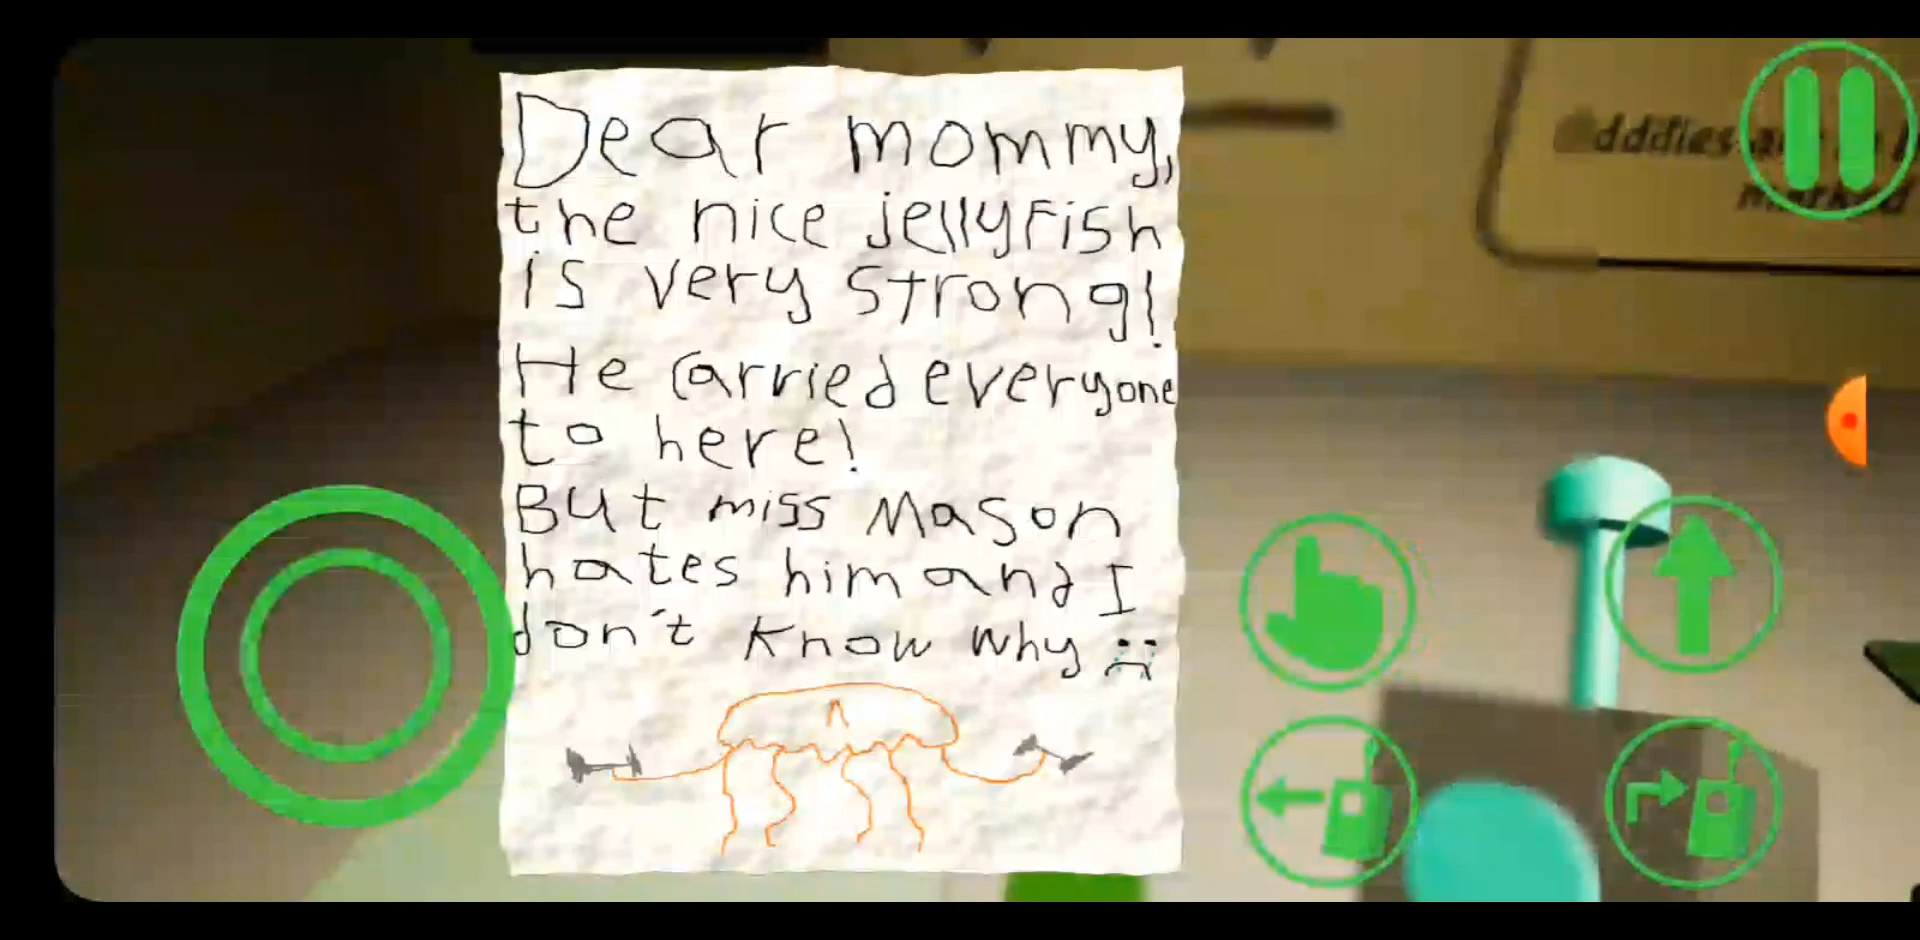 Dear mommy,
the nice jellyfish
is very strong!
He carried everyone
to here!
But miss Mason
hates him and I
don't know why :(